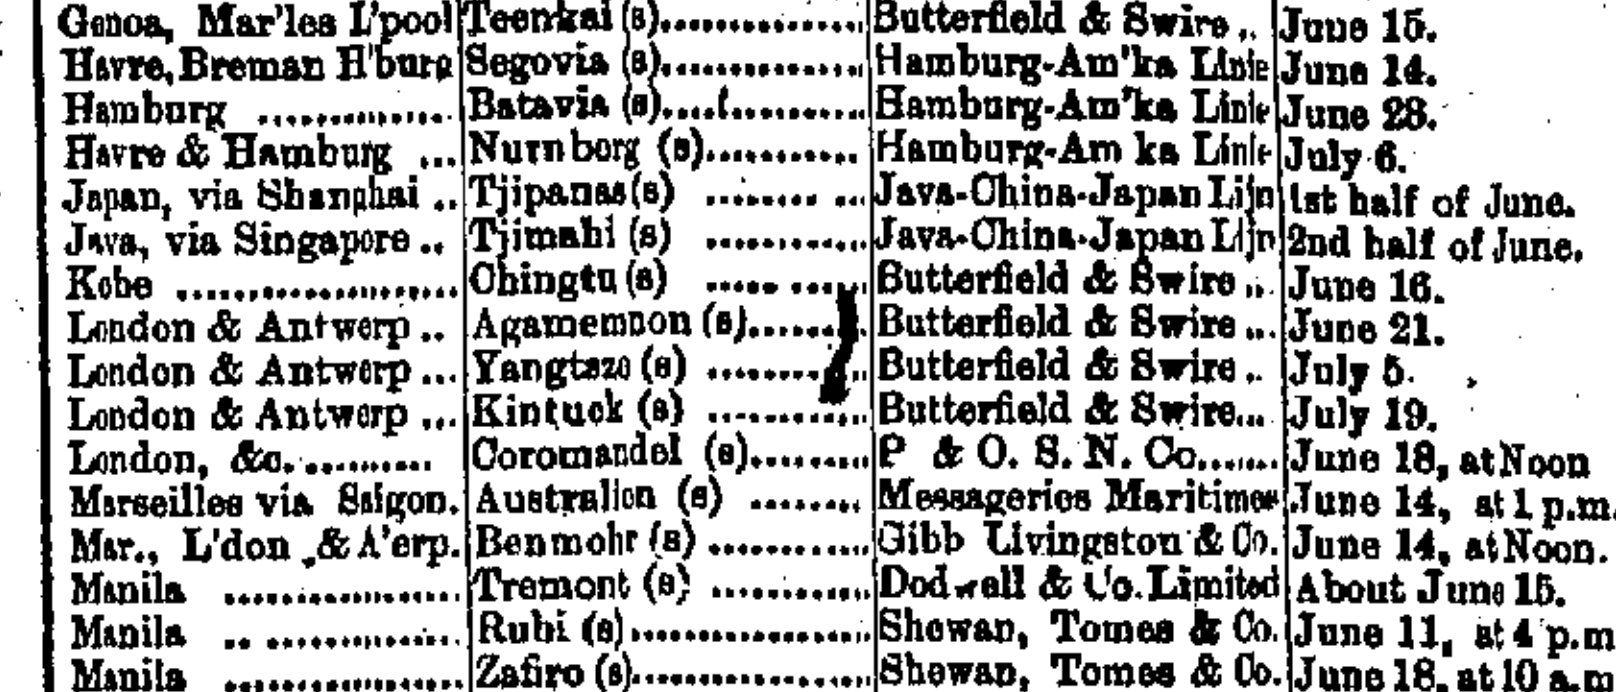 Genoa, Mar'les L'pool Teenkai (s).............. Butterfield & Swire .. June 15.
Havre, Breman H'burg Segovia (s).............. Hamburg-Am'ka Linie June 14.
Hamburg .............. Batavia (s).............. Hamburg-Am'ka Linie June 28.
Havre & Hamburg ... Nurnberg (s)........... Hamburg-Am'ka Linie July 6.
Japan, via Shanghai .. Tjipanas (s) ........... Java-China-Japan Lijn 1st half of June.
Java, via Singapore .. Tjimahi (s) ........... Java-China-Japan Lijn 2nd half of June.
Kobe .................... Chingtu (s) ........... Butterfield & Swire .. June 16.
London & Antwerp .. Agamemnon (s)........ Butterfield & Swire ... June 21.
London & Antwerp ... Yangtsze (s) ........... Butterfield & Swire .. July 5.
London & Antwerp ... Kintuck (s) ........... Butterfield & Swire... July 19.
London, &c. ........... Coromandel (s)........ P & O. S. N. Co....... June 18, at Noon
Marseilles via Saigon. Australien (s) ........ Messageries Maritimes June 14, at 1 p.m.
Mar., L'don & A'erp. Benmohr (s) ........... Gibb Livingston & Co. June 14, at Noon.
Manila ................. Tremont (s) ........... Dodwell & Co. Limited About June 15.
Manila .. .............. Rubi (s)................. Shewan, Tomes & Co. June 11, at 4 p.m
Manila ................. Zafiro (s)................. Shewan, Tomes & Co. June 18, at 10 a.m